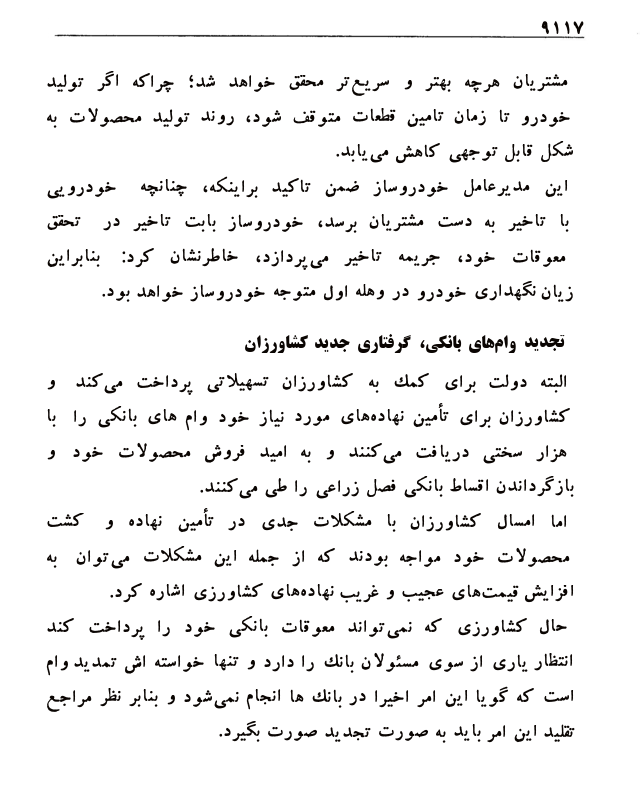 ۹۱۱۷
مشتریان هرچه بهتر و سریع‌تر محقق خواهد شد؛ چراکه اگر تولید
خودرو تا زمان تامین قطعات متوقف شود، روند تولید محصولات به
شکل قابل توجهی کاهش می‌یابد.
این مدیرعامل خودروساز ضمن تاکید براینکه، چنانچه خودرویی
با تاخیر به دست مشتریان برسد، خودروساز بابت تاخیر در تحقق
معوقات خود، جریمه تاخیر می‌پردازد، خاطرنشان کرد: بنابراین
زیان نگهداری خودرو در وهله اول متوجه خودروساز خواهد بود.
تجدید وام‌های بانکی، گرفتاری جدید کشاورزان
البته دولت برای کمك به کشاورزان تسهیلاتی پرداخت می‌کند و
کشاورزان برای تأمین نهاده‌های مورد نیاز خود وام های بانکی را با
هزار سختی دریافت می‌کنند و به امید فروش محصولات خود و
بازگرداندن اقساط بانکی فصل زراعی را طی می‌کنند.
اما امسال کشاورزان با مشکلات جدی در تأمین نهاده و کشت
محصولات خود مواجه بودند که از جمله این مشکلات می‌توان به
افزایش قیمت‌های عجیب و غریب نهاده‌های کشاورزی اشاره کرد.
حال کشاورزی که نمی‌تواند معوقات بانکی خود را پرداخت کند
انتظار یاری از سوی مسئولان بانك را دارد و تنها خواسته اش تمدید وام
است که گویا این امر اخیرا در بانك ها انجام نمی‌شود و بنابر نظر مراجع
تقلید این امر باید به صورت تجدید صورت بگیرد.